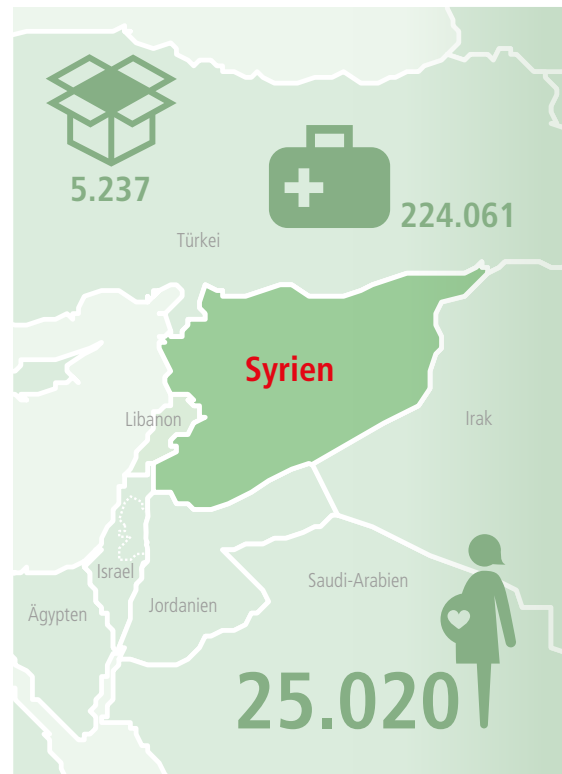 5.237
224.061
Türkei
Syrien
Libanon
Irak
Israel
Saudi-Arabien
Ägypten
Jordanien
25.020